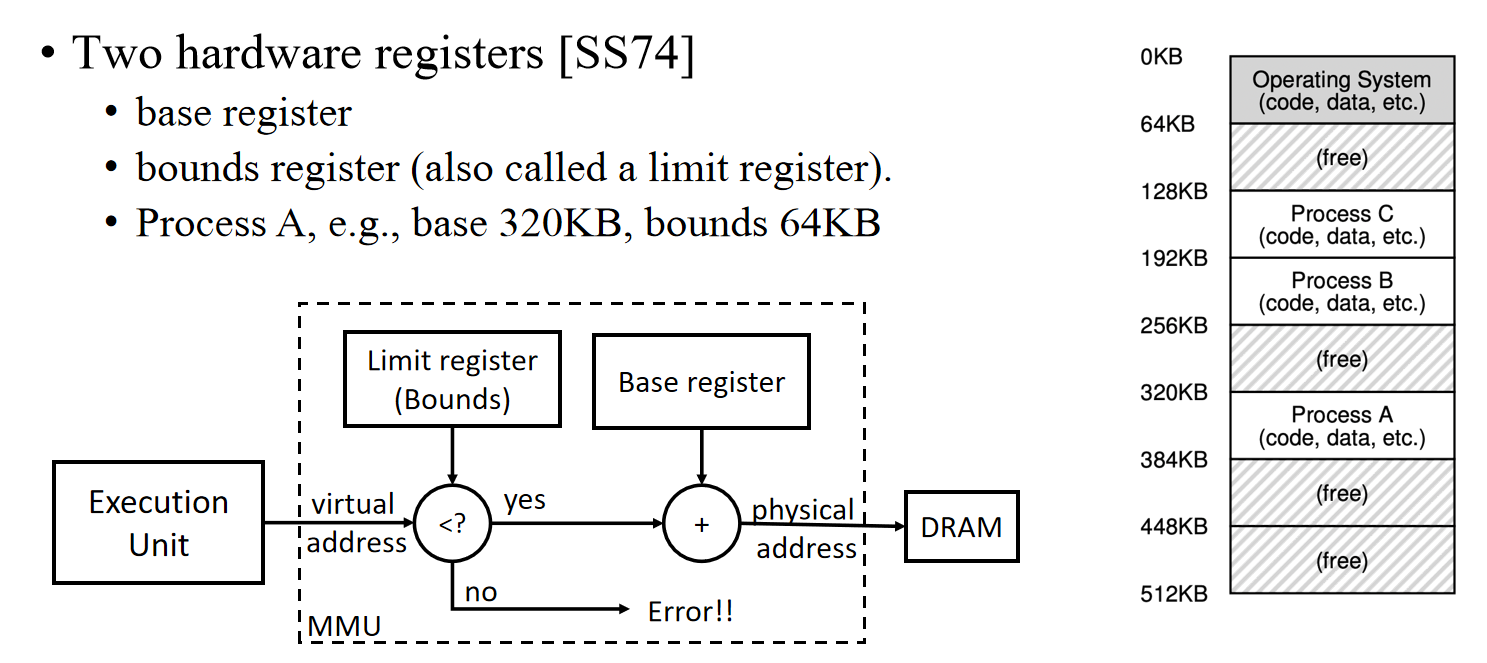 • Two hardware registers [SS74]
• base register
• bounds register (also called a limit register).
• Process A, e.g., base 320KB, bounds 64KB
Limit register
(Bounds)
Base register
Execution
Unit
virtual
address
<?
yes
+
physical
address
DRAM
no
Error!!
MMU
0KB
Operating System
(code, data, etc.)
64KB
(free)
128KB
Process C
(code, data, etc.)
192KB
Process B
(code, data, etc.)
256KB
(free)
320KB
Process A
(code, data, etc.)
384KB
(free)
448KB
(free)
512KB